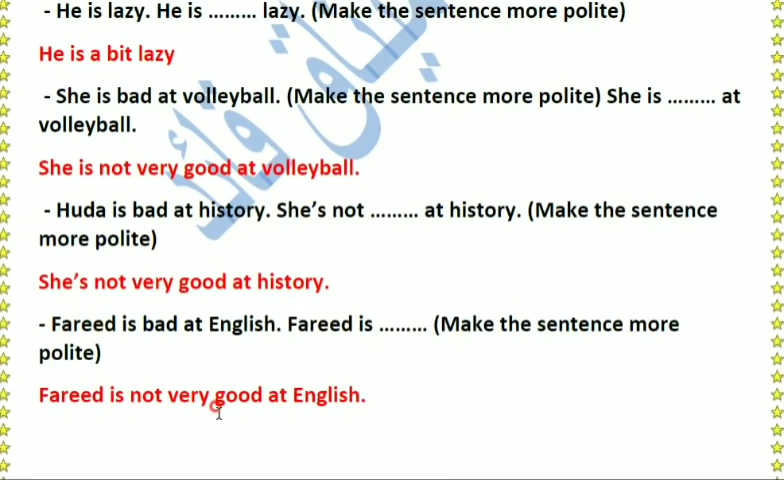 - He is lazy. He is ......... lazy. (Make the sentence more polite)
He is a bit lazy
- She is bad at volleyball. (Make the sentence more polite) She is ......... at
volleyball.
She is not very good at volleyball.
- Huda is bad at history. She’s not ......... at history. (Make the sentence
more polite)
She’s not very good at history.
- Fareed is bad at English. Fareed is ......... (Make the sentence more
polite)
Fareed is not very good at English.